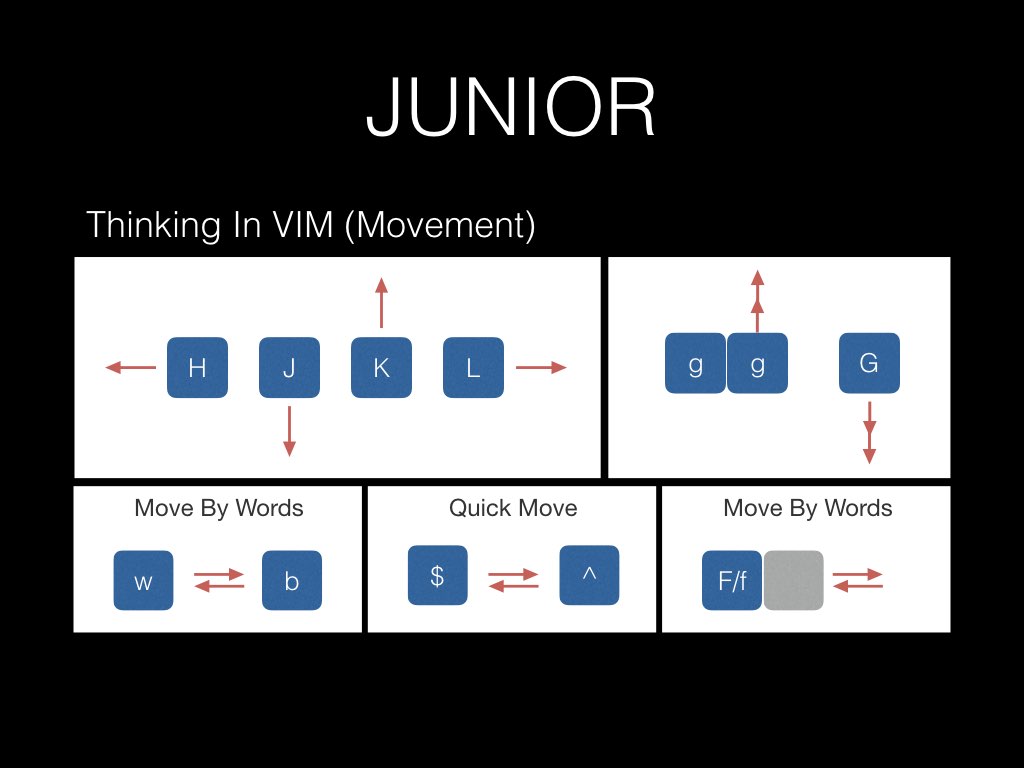 JUNIOR
Thinking In VIM (Movement)
H J K L
g g G
Move By Words
w b
Quick Move
$ ^
Move By Words
F/f